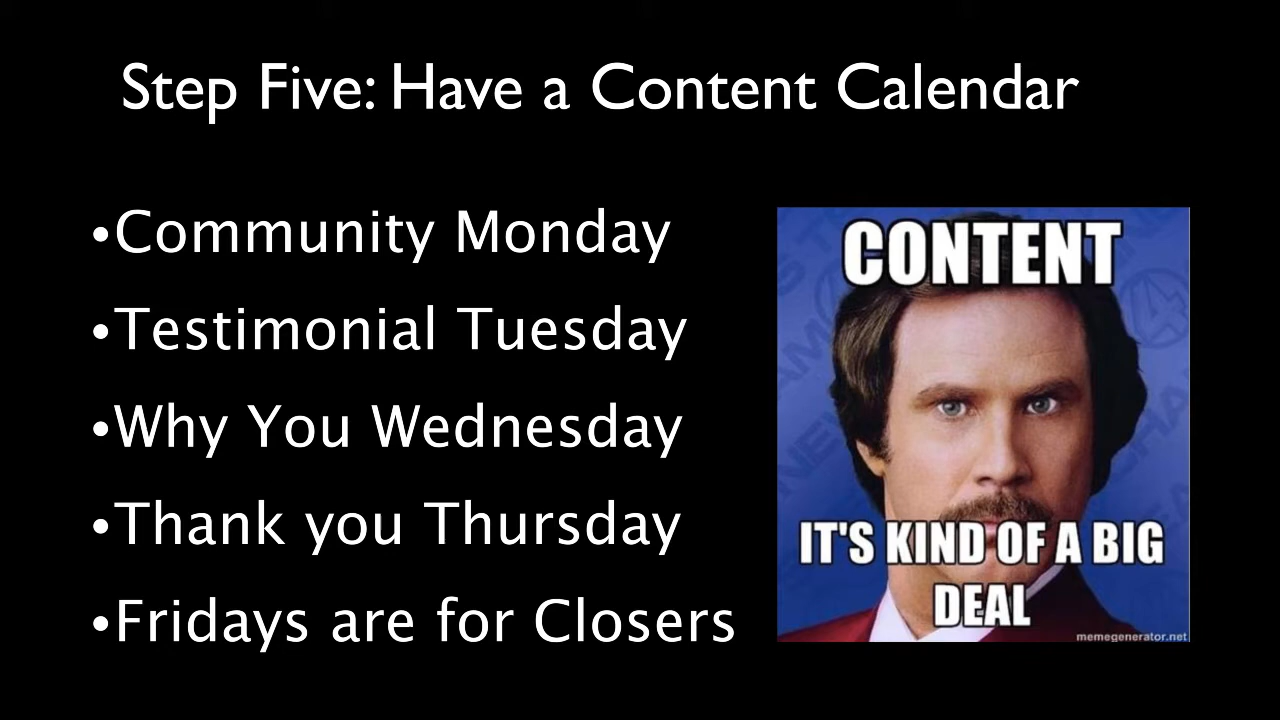 Step Five: Have a Content Calendar
•Community Monday
•Testimonial Tuesday
•Why You Wednesday
•Thank you Thursday
•Fridays are for Closers
CONTENT
IT'S KIND OF A BIG
DEAL
memegenerator.net